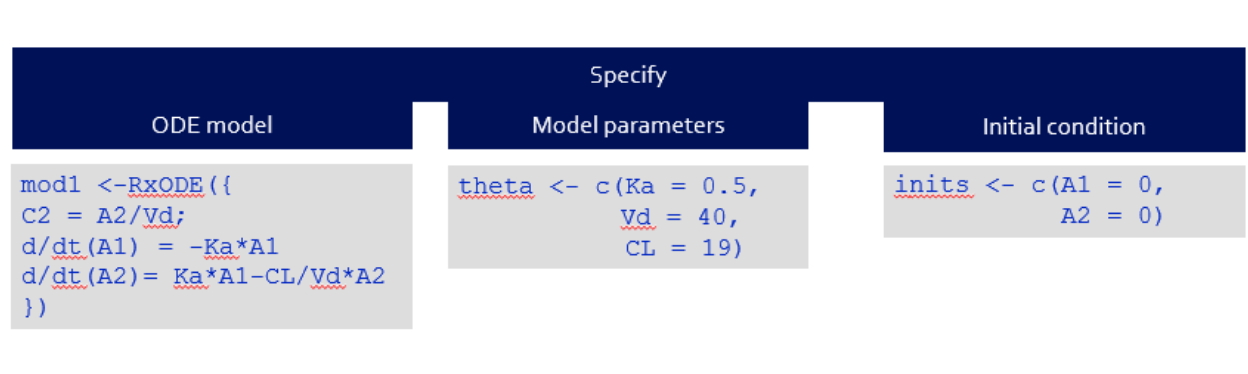 Specify
ODE model
mod1 <-RxODE({
C2 = A2/Vd;
d/dt(A1) = -Ka*A1
d/dt(A2)= Ka*A1-CL/Vd*A2
})
Model parameters
theta <- c(Ka = 0.5,
Vd = 40,
CL = 19)
Initial condition
inits <- c(A1 = 0,
A2 = 0)